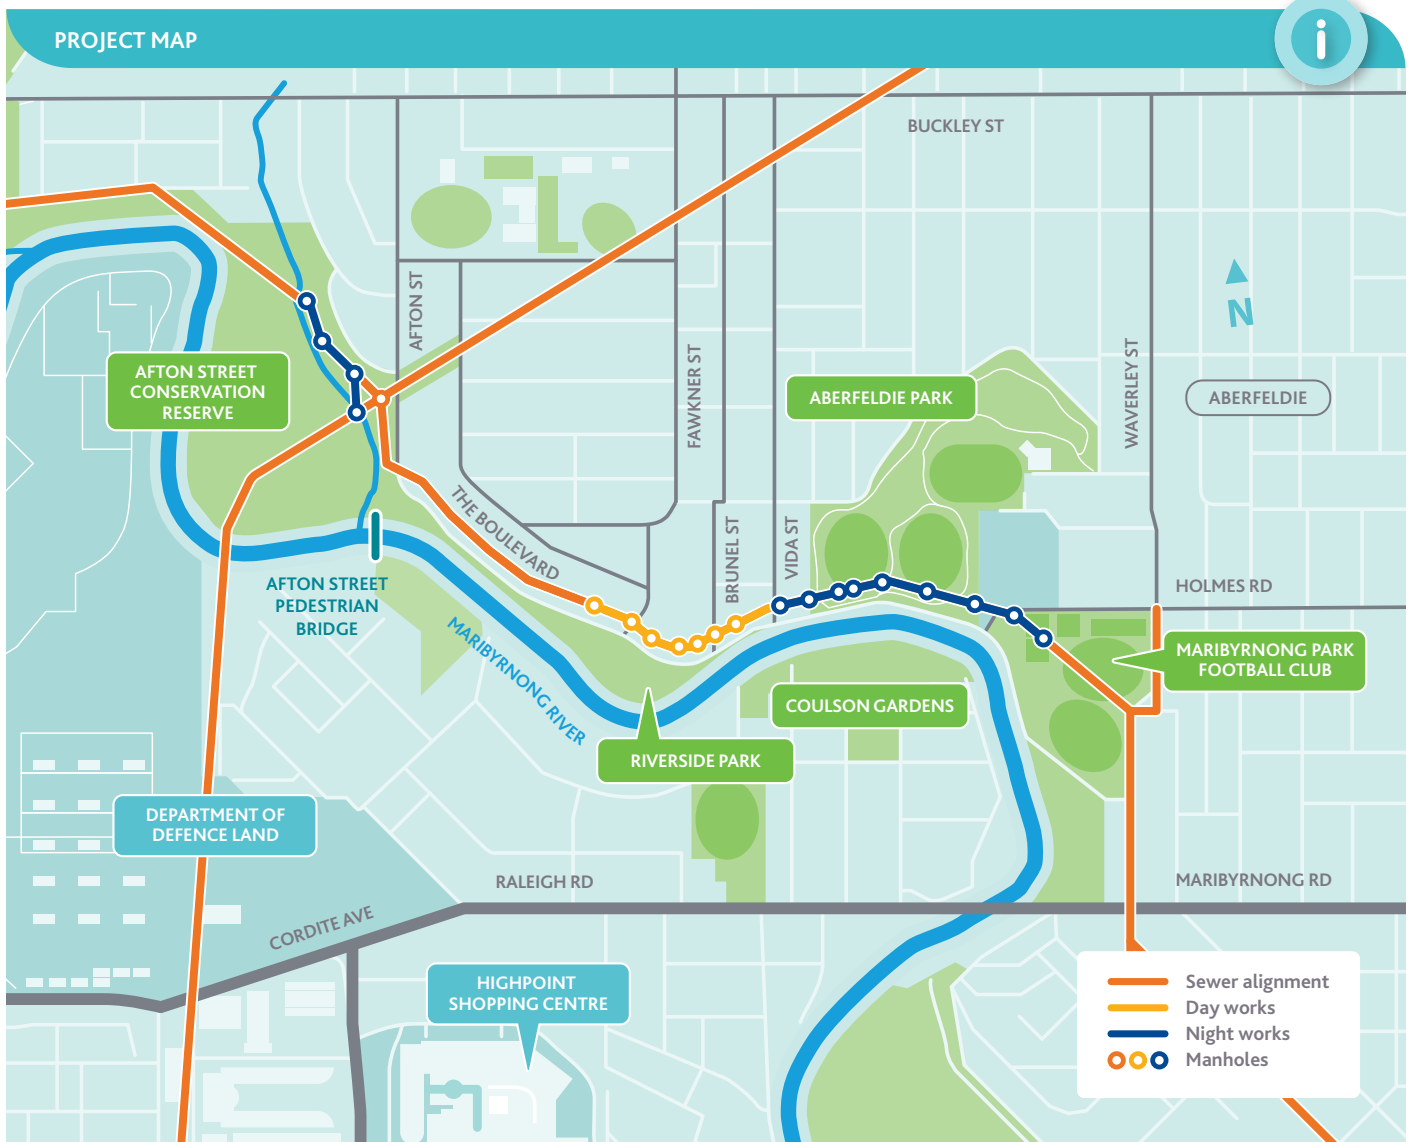 PROJECT MAP
i
BUCKLEY ST
AFTON ST
N
FAWKNER ST
WAVERLEY ST
AFTON STREET
CONSERVATION
RESERVE
ABERFELDIE PARK
ABERFELDIE
THE BOULEVARD
BRUNEL ST
VIDA ST
AFTON STREET
PEDESTRIAN
BRIDGE
HOLMES RD
MARIBYRNONG RIVER
MARIBYRNONG PARK
FOOTBALL CLUB
COULSON GARDENS
RIVERSIDE PARK
DEPARTMENT OF
DEFENCE LAND
RALEIGH RD
MARIBYRNONG RD
CORDITE AVE
HIGHPOINT
SHOPPING CENTRE
Sewer alignment
Day works
Night works
Manholes